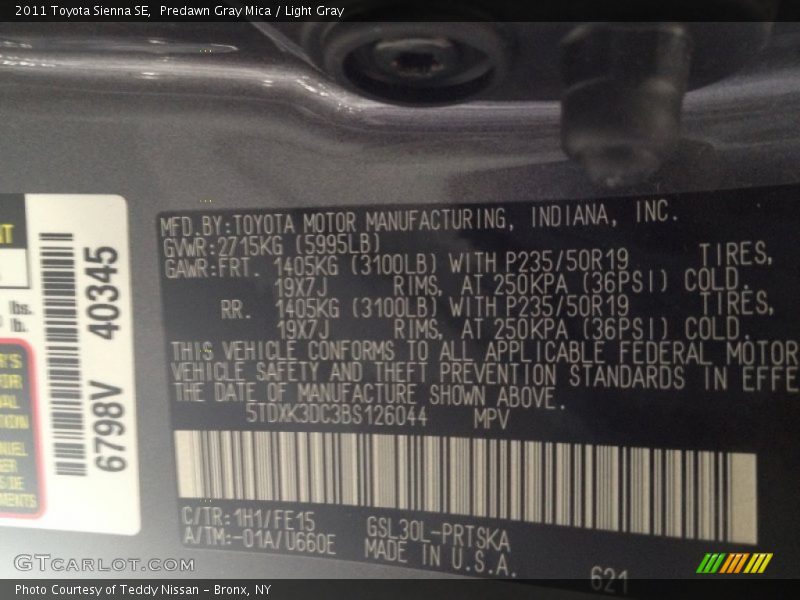 2011 Toyota Sienna SE, Predawn Gray Mica / Light Gray
MFD.BY:TOYOTA MOTOR MANUFACTURING, INDIANA, INC.
GVWR:2715KG (5995LB)
GAWR:FRT. 1405KG (3100LB) WITH P235/50R19 TIRES,
19X7J RIMS, AT 250KPA (36PSI) COLD.
RR. 1405KG (3100LB) WITH P235/50R19 TIRES,
19X7J RIMS, AT 250KPA (36PSI) COLD.
THIS VEHICLE CONFORMS TO ALL APPLICABLE FEDERAL MOTOR
VEHICLE SAFETY AND THEFT PREVENTION STANDARDS IN EFFE
THE DATE OF MANUFACTURE SHOWN ABOVE.
5TDXK3DC3BS126044 MPV
C/TR:1H1/FE15 GSL30L-PRTSKA
A/TM:-01A/U660E MADE IN U.S.A.
621
6798V 40345
lbs.
lb.
GTCARLOT.COM
Photo Courtesy of Teddy Nissan - Bronx, NY